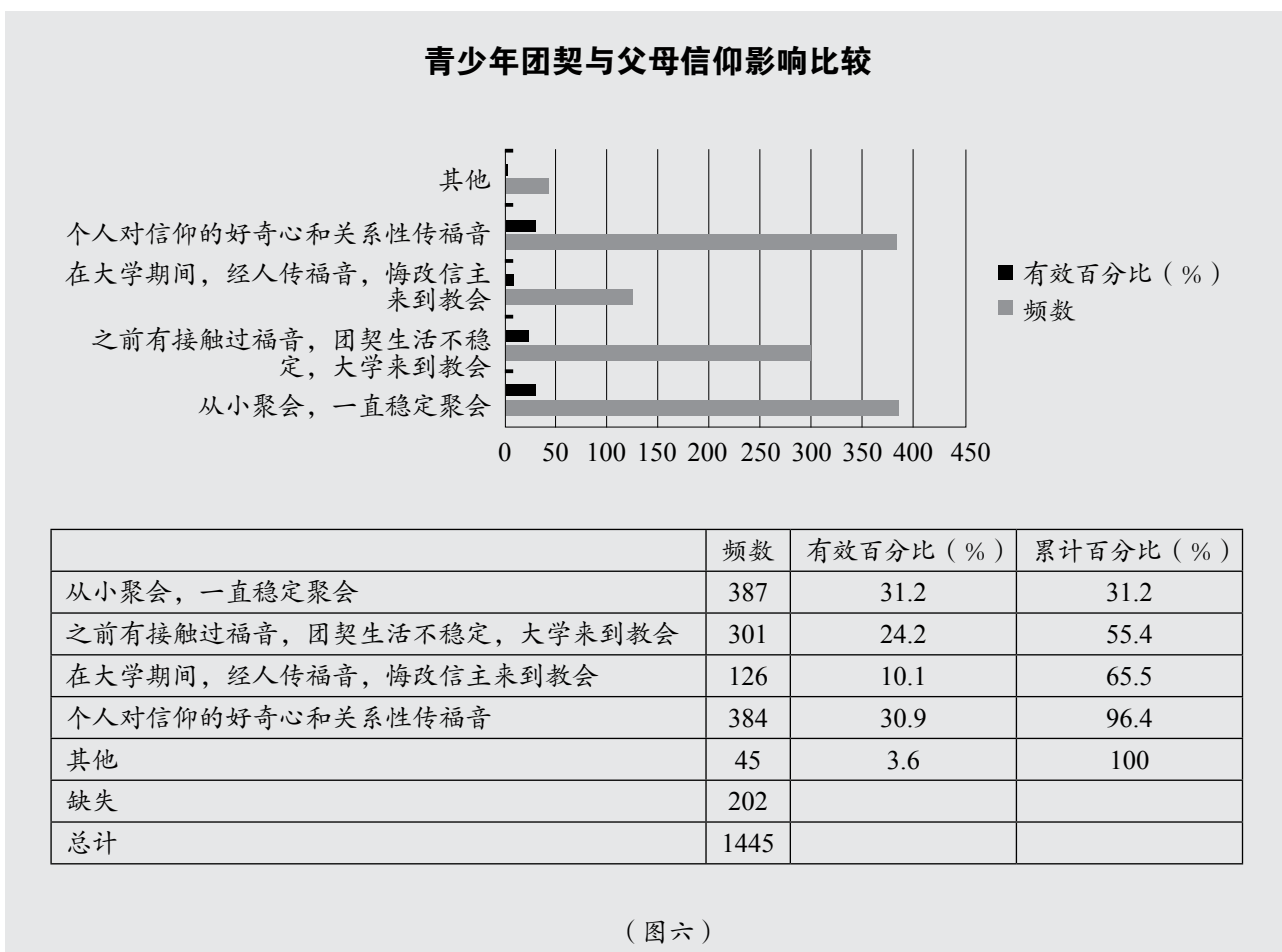 青少年团契与父母信仰影响比较
其他
个人对信仰的好奇心和关系性传福音
在大学期间，经人传福音，悔改信主
来到教会
之前有接触过福音，团契生活不稳
定，大学来到教会
从小聚会，一直稳定聚会
0 50 100 150 200 250 300 350 400 450
■ 有效百分比（%）
■ 频数
频数 有效百分比（%） 累计百分比（%）
从小聚会，一直稳定聚会 387 31.2 31.2
之前有接触过福音，团契生活不稳定，大学来到教会 301 24.2 55.4
在大学期间，经人传福音，悔改信主来到教会 126 10.1 65.5
个人对信仰的好奇心和关系性传福音 384 30.9 96.4
其他 45 3.6 100
缺失 202
总计 1445
（图六）